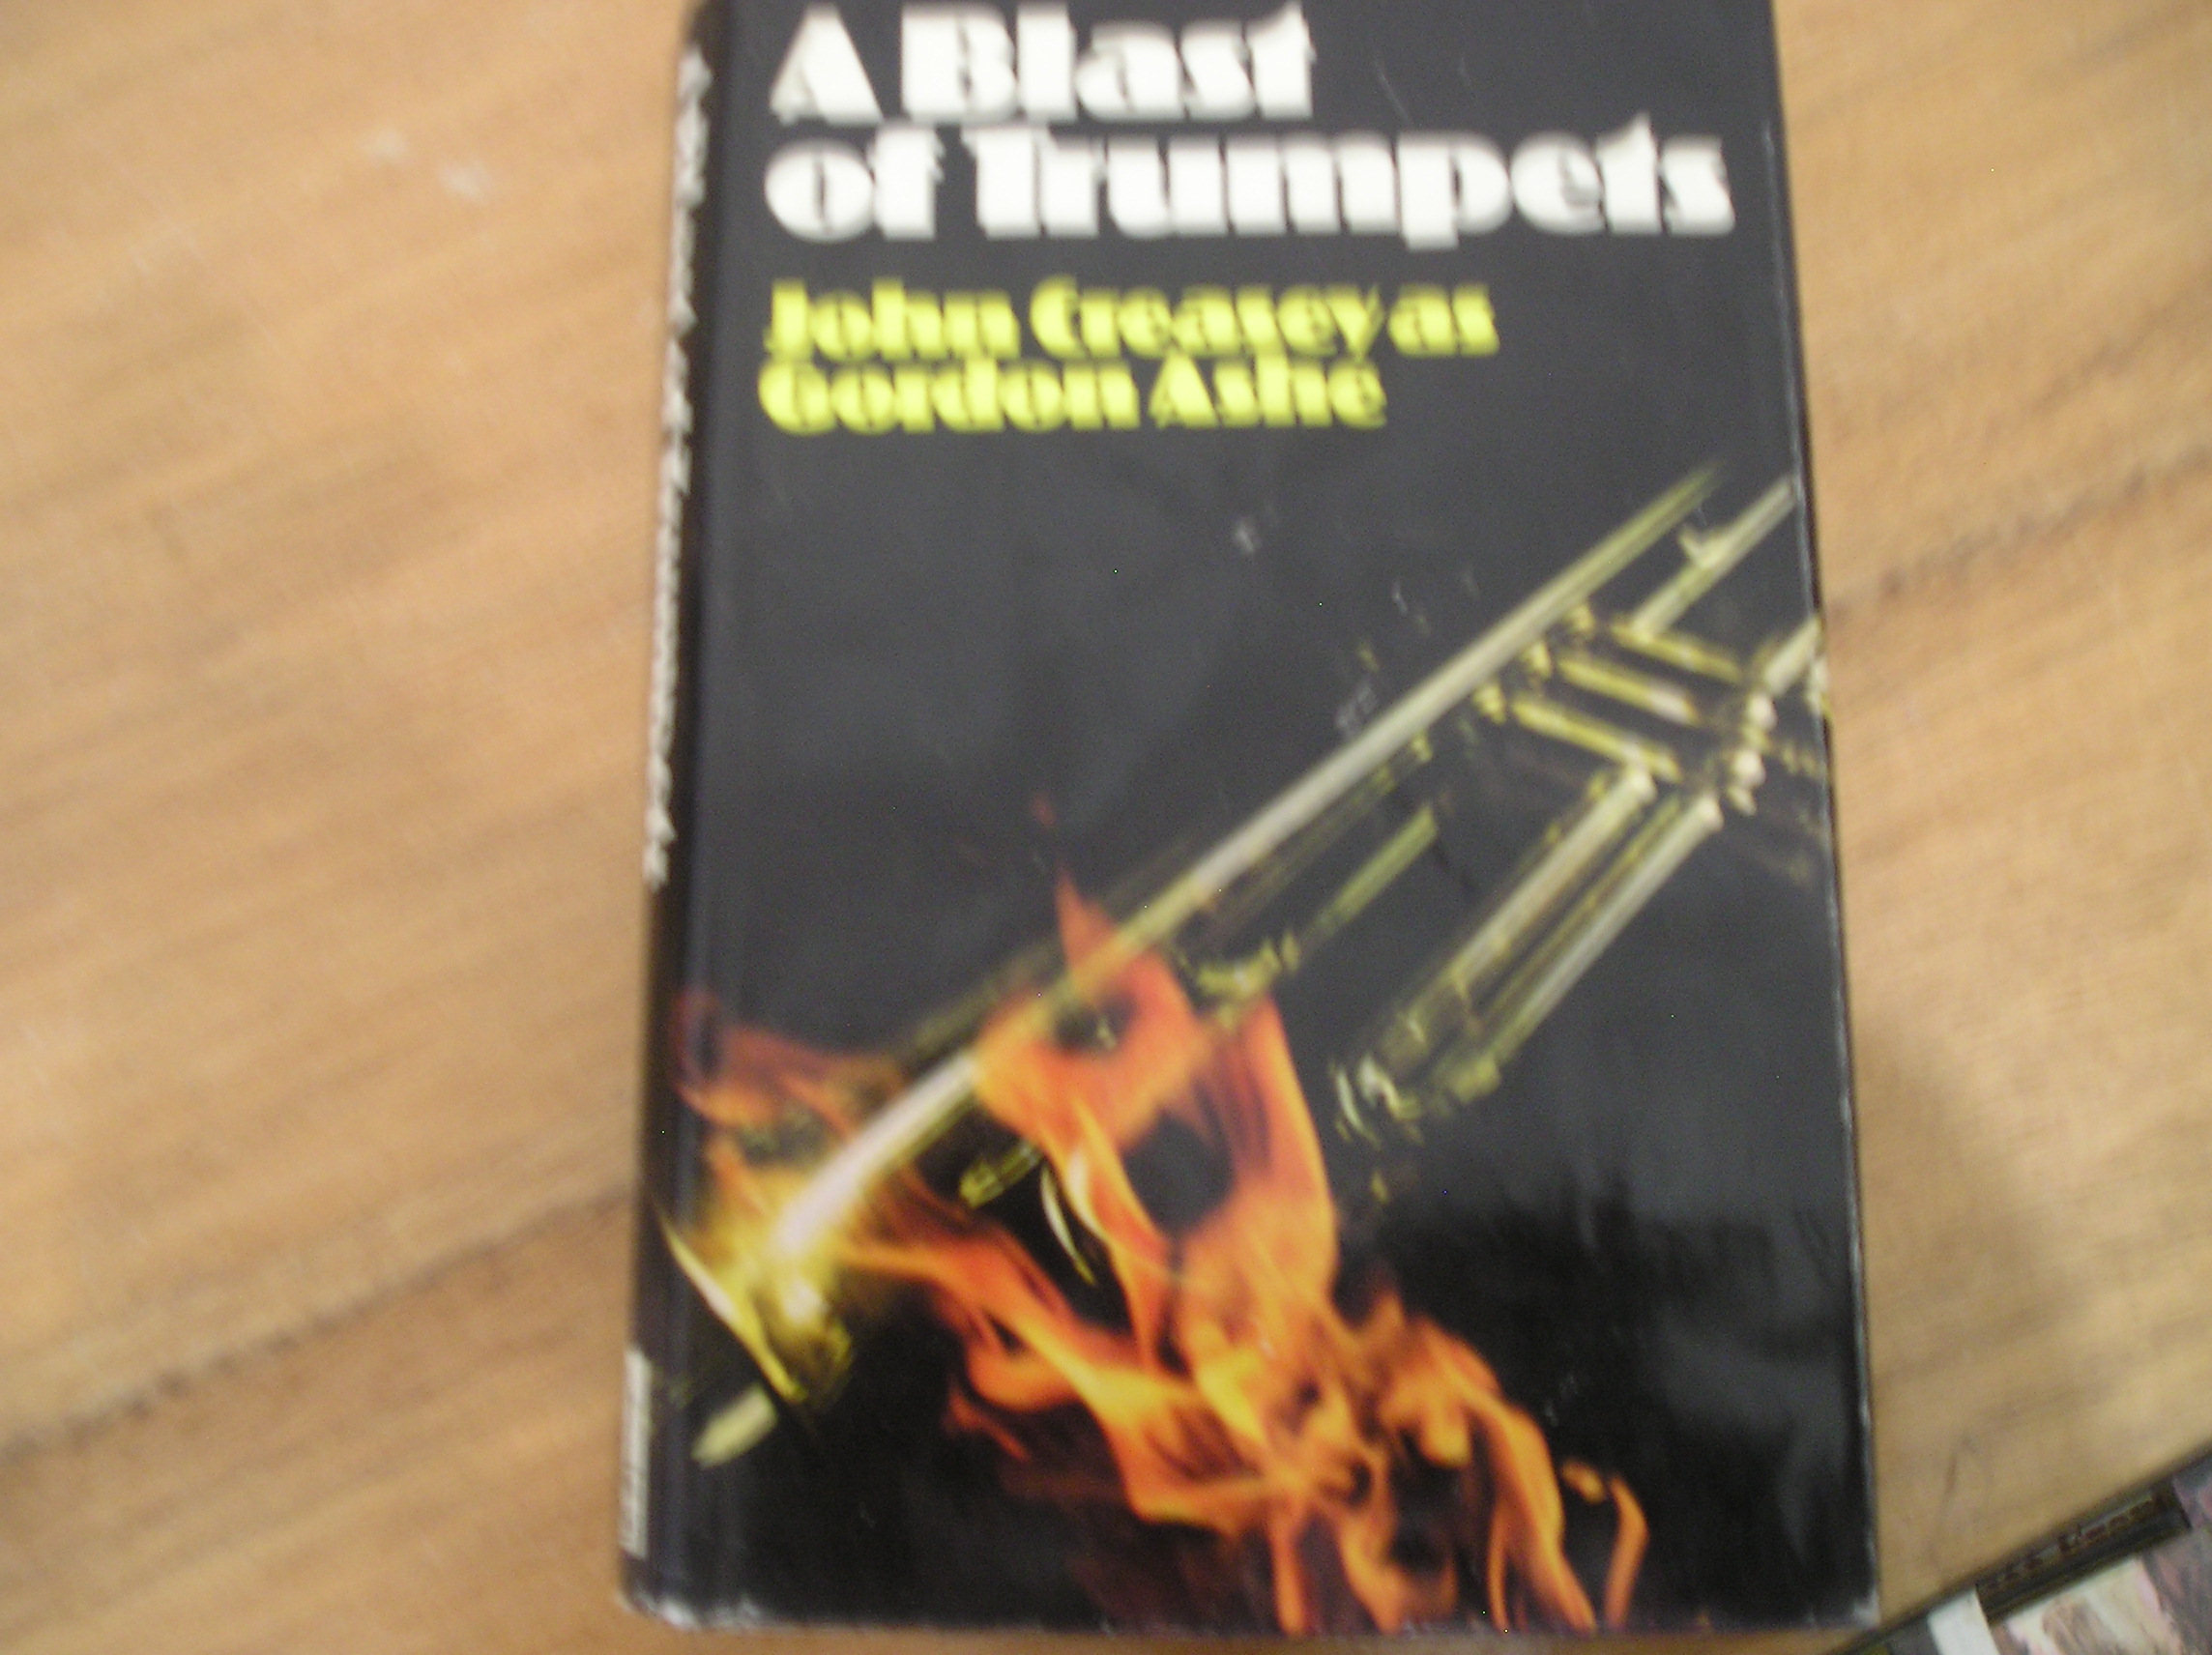 A Blast
of Trumpets
John Creasey as
Gordon Ashe